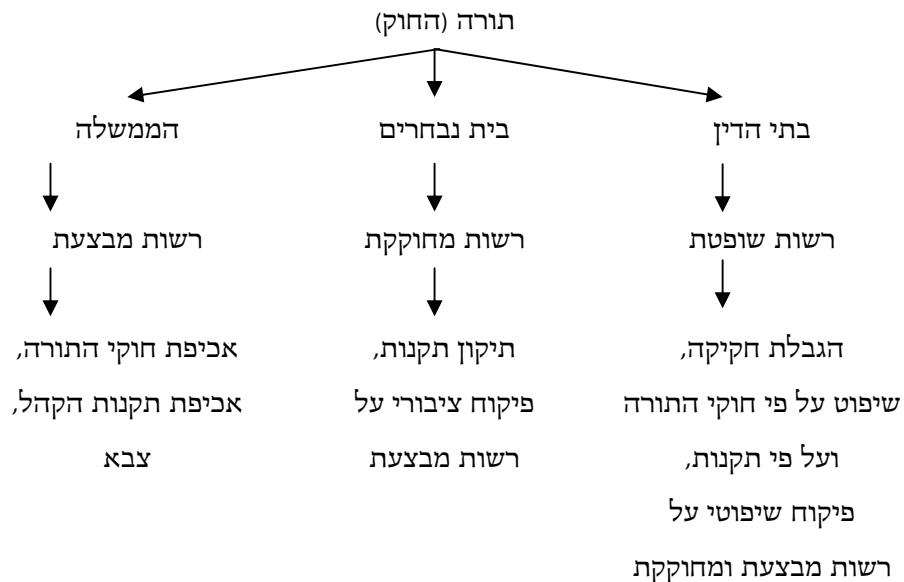 תורה (החוק)
בתי הדין
בית נבחרים
הממשלה
רשות שופטת
רשות מחוקקת
רשות מבצעת
הגבלת חקיקה,
שיפוט על פי חוקי התורה
ועל פי תקנות,
פיקוח שיפוטי על
רשות מבצעת ומחוקקת
תיקון תקנות,
פיקוח ציבורי על
רשות מבצעת
אכיפת חוקי התורה,
אכיפת תקנות הקהל,
צבא